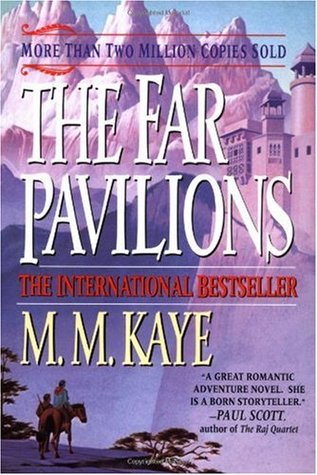 MORE THAN TWO MILLION COPIES SOLD
THE FAR
PAVILIONS
THE INTERNATIONAL BESTSELLER
M. M. KAYE
"A GREAT ROMANTIC
ADVENTURE NOVEL. SHE
IS A BORN STORYTELLER."
—PAUL SCOTT,
author of The Raj Quartet